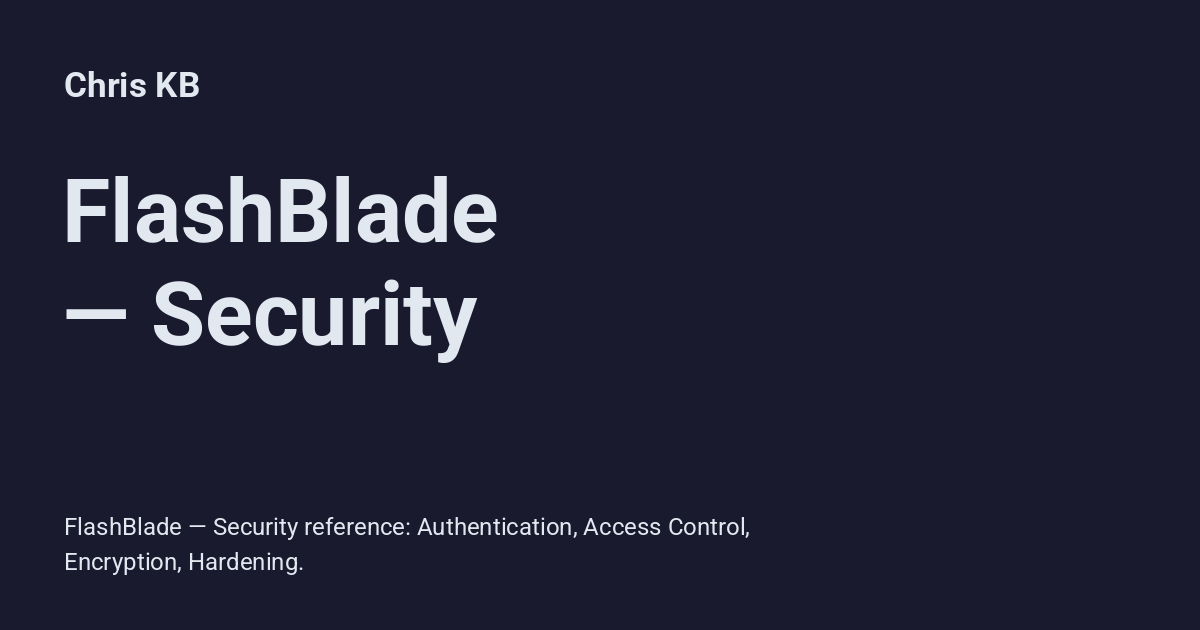 Chris KB
FlashBlade
— Security
FlashBlade — Security reference: Authentication, Access Control,
Encryption, Hardening.